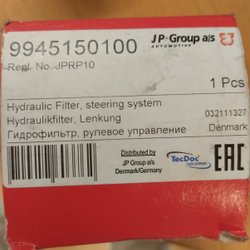 9945150100
JP Group a/s
AUTOMOTIVE
Repl. No. JPRP10
1 Pcs
Hydraulic Filter, steering system
Hydraulikfilter, Lenkung
Гидрофильтр, рулевое управление
032111327
Denmark
Distributed by
JP Group a/s
Denmark/Germany
TecDoc
EAC